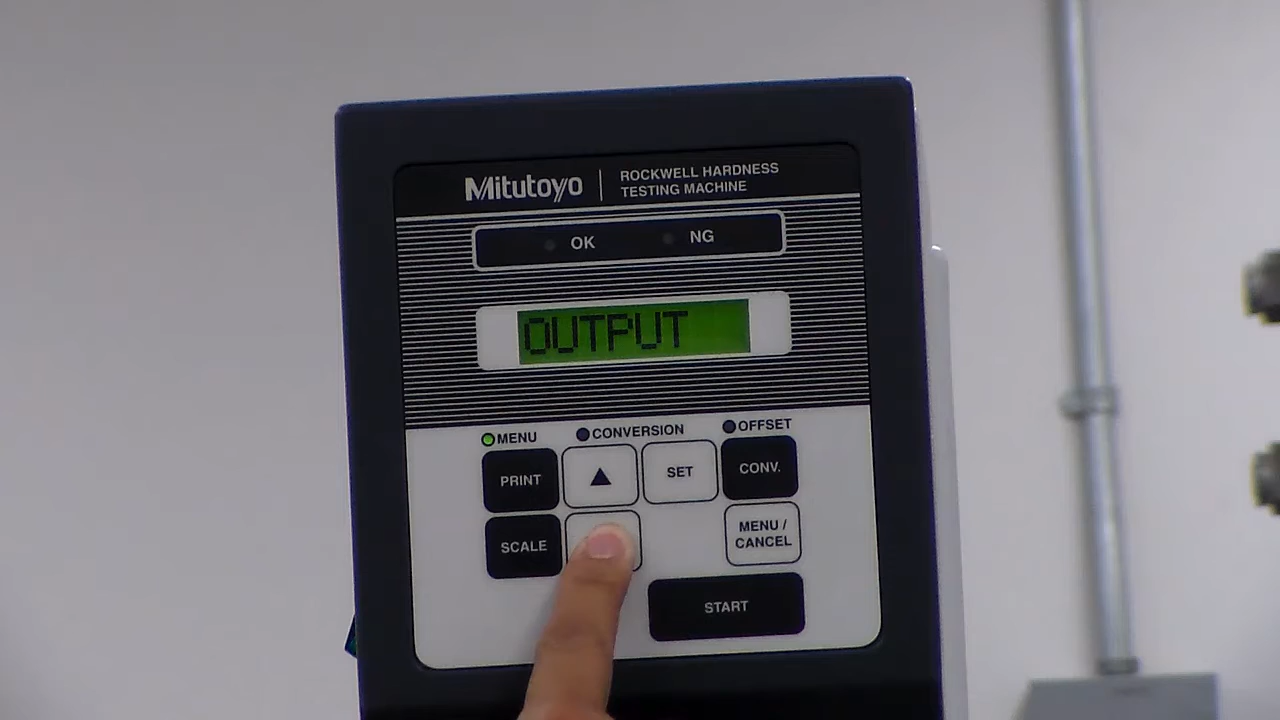 Mitutoyo
ROCKWELL HARDNESS
TESTING MACHINE
OK NG
OUTPUT
MENU CONVERSION OFFSET
PRINT ▲ SET CONV.
SCALE MENU /
CANCEL
START